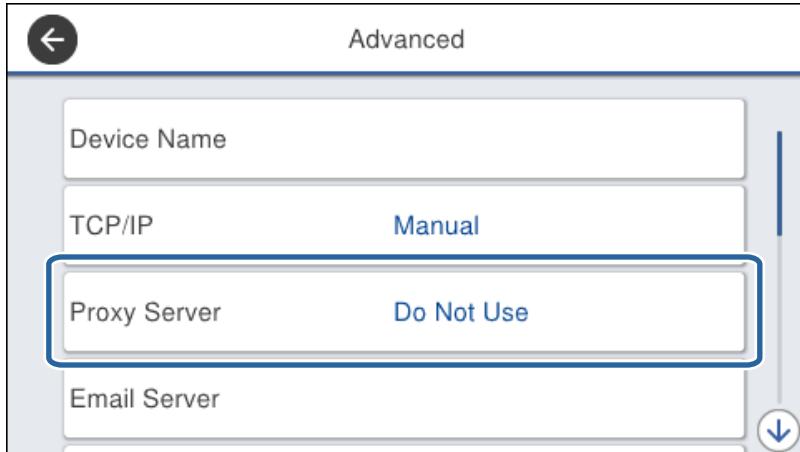 Advanced
Device Name
TCP/IP Manual
Proxy Server Do Not Use
Email Server